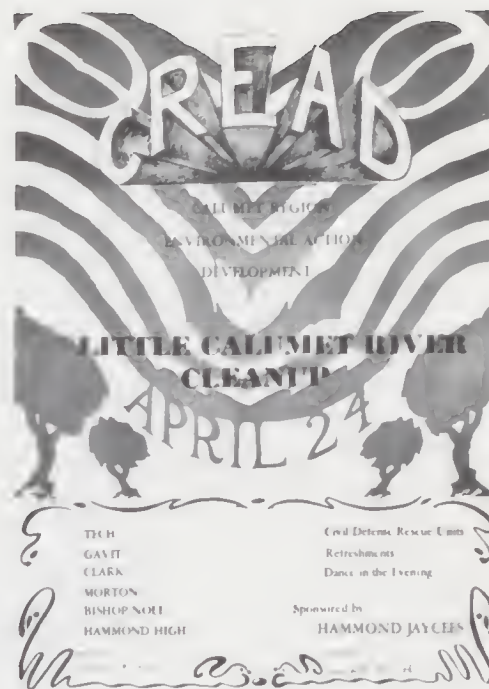 CREAD
CALUMET REGION
ENVIRONMENTAL ACTION
DEVELOPMENT
LITTLE CALUMET RIVER
CLEANUP
APRIL 24
TECH
GAVIT
CLARK
MORTON
BISHOP NOLL
HAMMOND HIGH
Civil Defense Rescue Units
Refreshments
Dance in the Evening
Sponsored by
HAMMOND JAYCEES